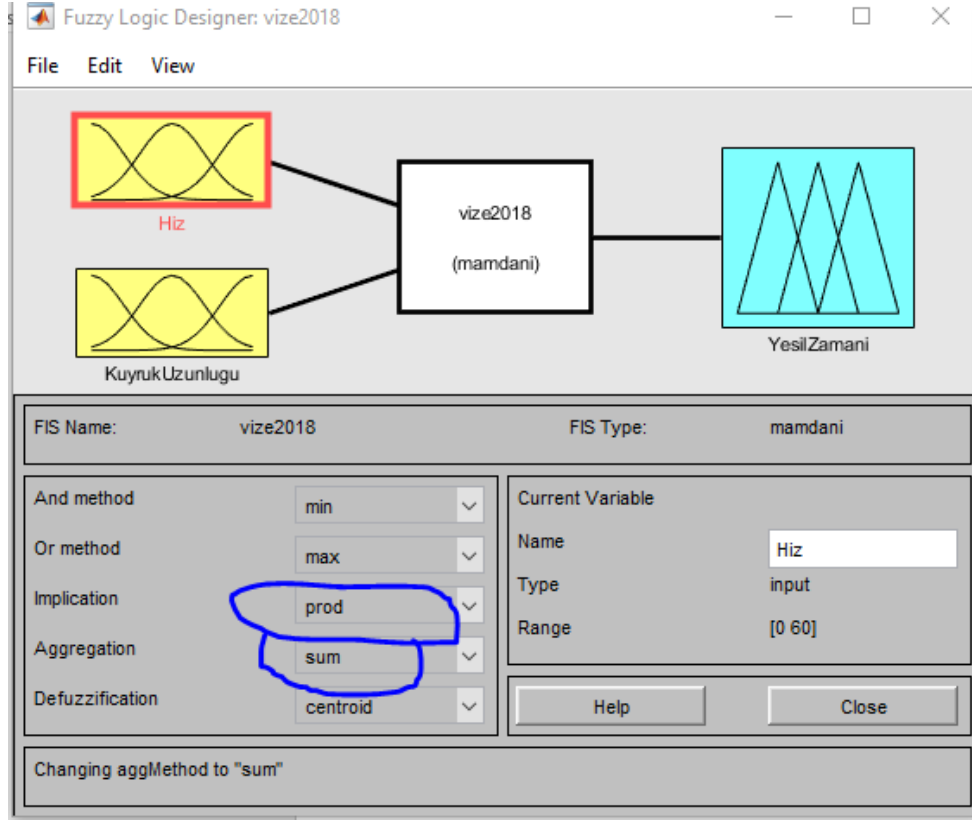 Fuzzy Logic Designer: vize2018
File Edit View
Hiz
KuyrukUzunlugu
vize2018
(mamdani)
YesilZamani
FIS Name: vize2018 FIS Type: mamdani
And method min
Or method max
Implication prod
Aggregation sum
Defuzzification centroid
Current Variable
Name Hiz
Type input
Range [0 60]
Help Close
Changing aggMethod to "sum"